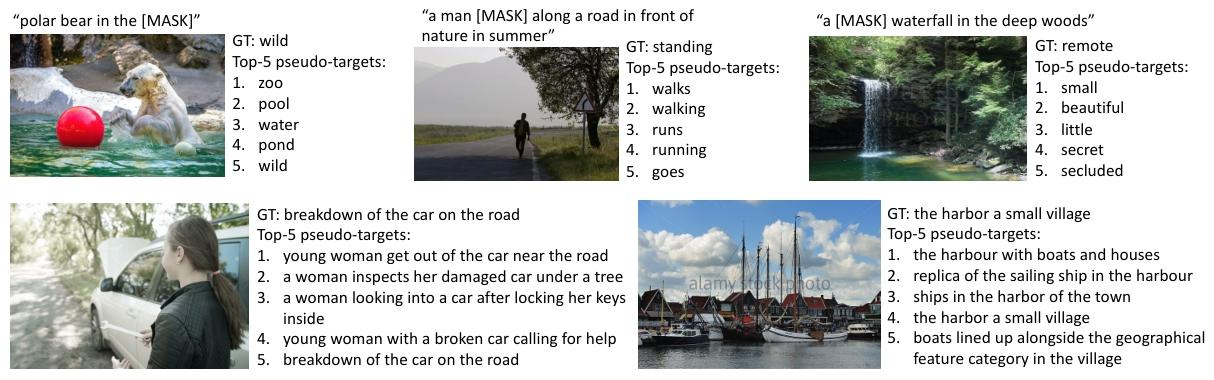 "polar bear in the [MASK]"
GT: wild
Top-5 pseudo-targets:
1. zoo
2. pool
3. water
4. pond
5. wild
"a man [MASK] along a road in front of
nature in summer"
GT: standing
Top-5 pseudo-targets:
1. walks
2. walking
3. runs
4. running
5. goes
"a [MASK] waterfall in the deep woods"
GT: remote
Top-5 pseudo-targets:
1. small
2. beautiful
3. little
4. secret
5. secluded
GT: breakdown of the car on the road
Top-5 pseudo-targets:
1. young woman get out of the car near the road
2. a woman inspects her damaged car under a tree
3. a woman looking into a car after locking her keys
inside
4. young woman with a broken car calling for help
5. breakdown of the car on the road
alamy stock photo
GT: the harbor a small village
Top-5 pseudo-targets:
1. the harbour with boats and houses
2. replica of the sailing ship in the harbour
3. ships in the harbor of the town
4. the harbor a small village
5. boats lined up alongside the geographical
feature category in the village